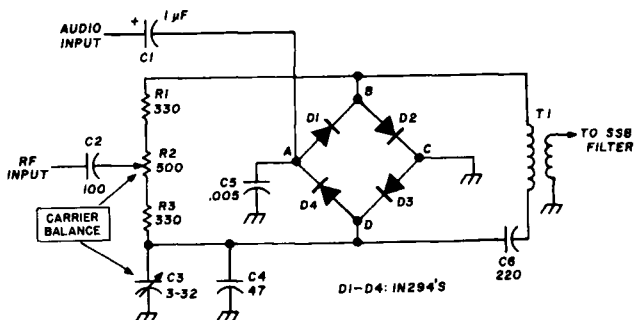 AUDIO INPUT
+
1 µF
C1
R1
330
RF INPUT
C2
100
R2
500
R3
330
CARRIER BALANCE
C3
3-32
C4
47
C5
.005
A
B
C
D
D1
D2
D3
D4
T1
TO SSB FILTER
C6
220
D1-D4: IN294'S